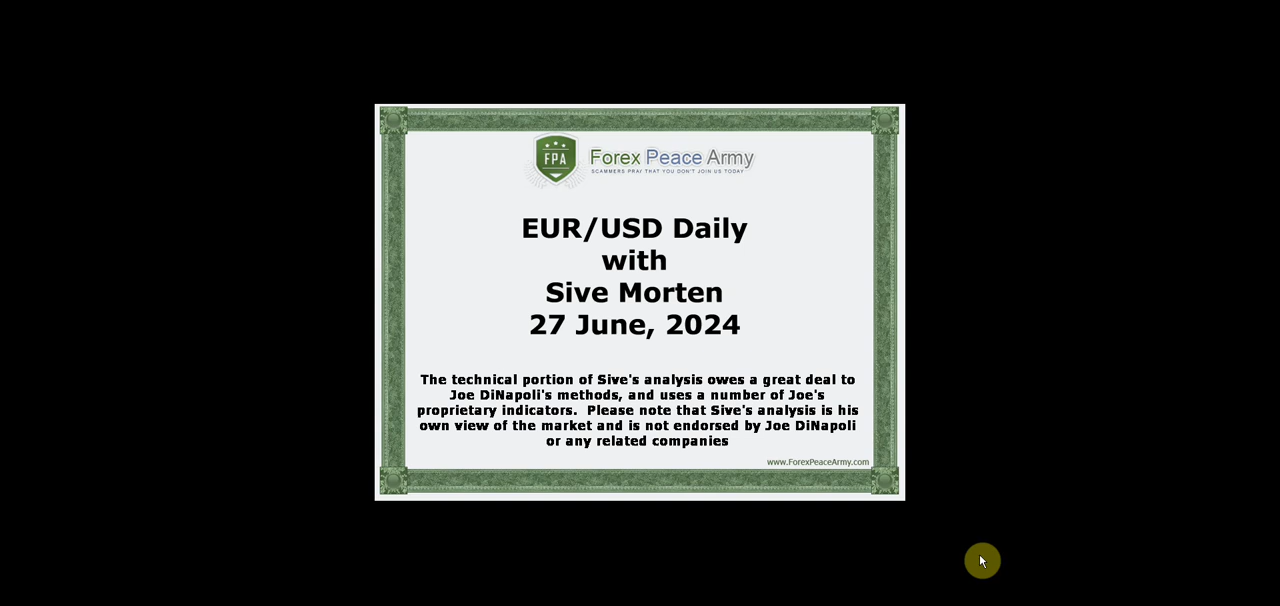 FPA
Forex Peace Army
SCAMMERS PRAY THAT YOU DON'T JOIN US TODAY
EUR/USD Daily
with
Sive Morten
27 June, 2024
The technical portion of Sive's analysis owes a great deal to
Joe DiNapoli's methods, and uses a number of Joe's
proprietary indicators.  Please note that Sive's analysis is his
own view of the market and is not endorsed by Joe DiNapoli
or any related companies
www.ForexPeaceArmy.com